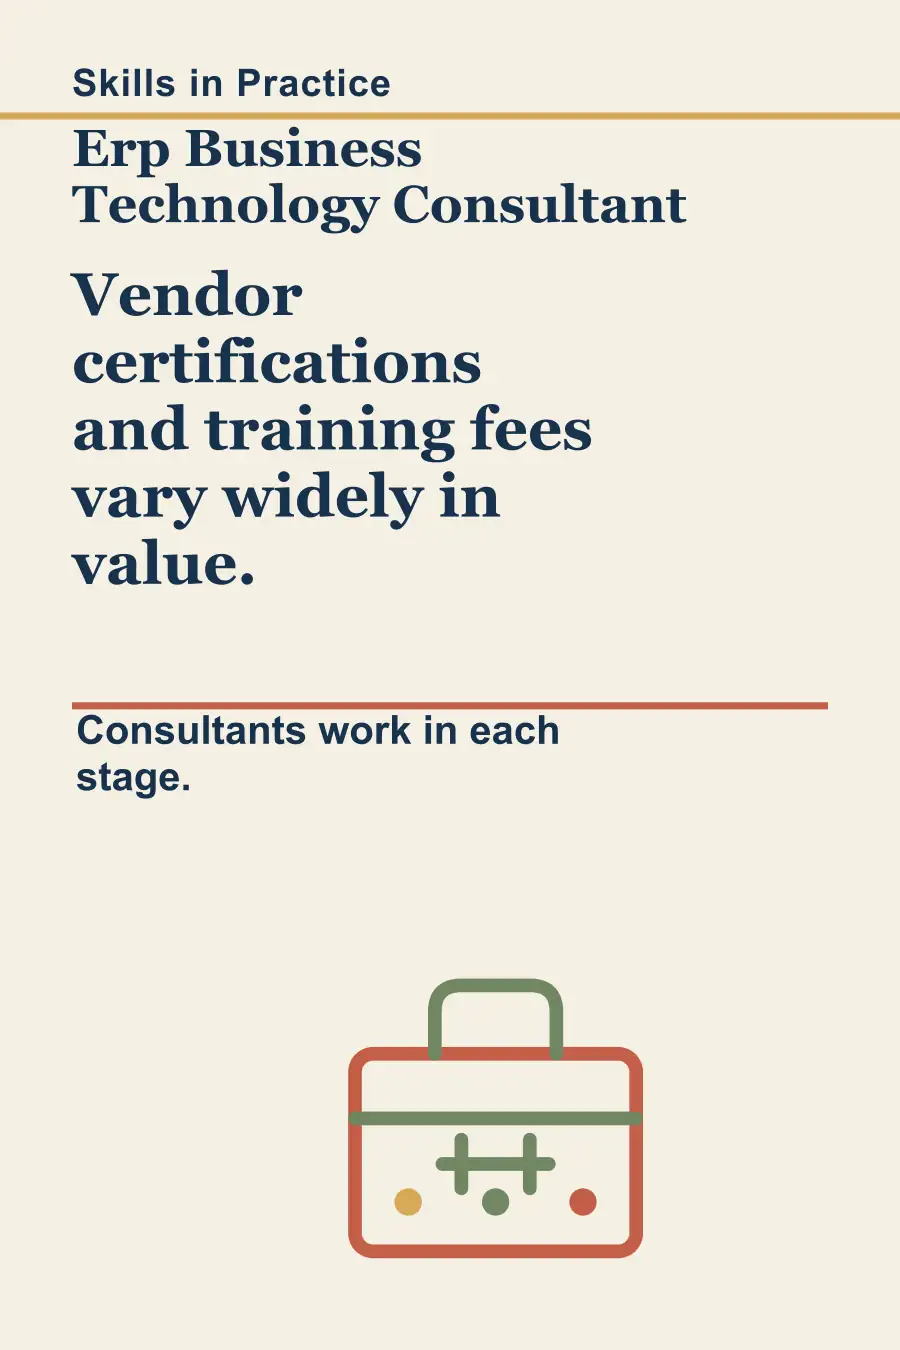 Skills in Practice
Erp Business
Technology Consultant
Vendor
certifications
and training fees
vary widely in
value.
Consultants work in each
stage.